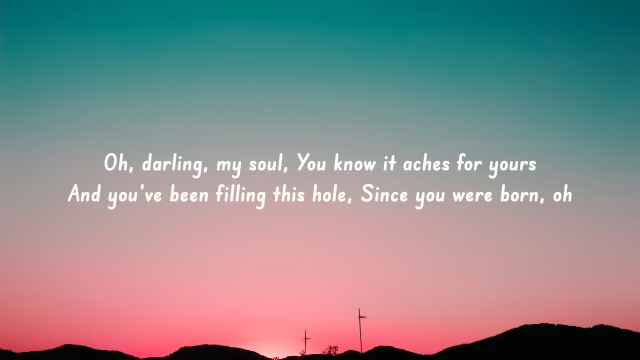 Oh, darling, my soul, You know it aches for yours
And you've been filling this hole, Since you were born, oh